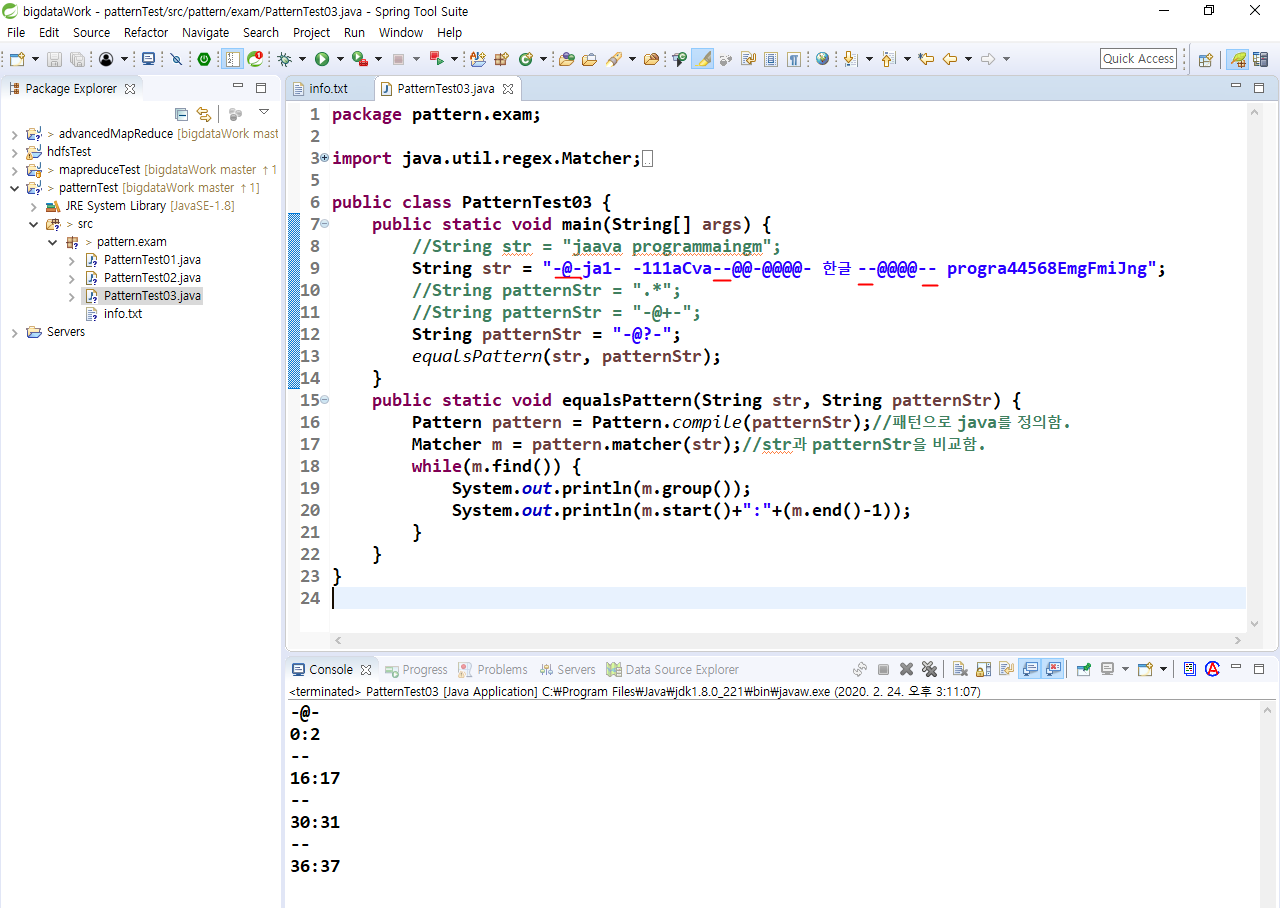 bigdataWork - patternTest/src/pattern/exam/PatternTest03.java - Spring Tool Suite
File Edit Source Refactor Navigate Search Project Run Window Help
Quick Access
Package Explorer
> advancedMapReduce [bigdataWork mast
hdfsTest
> mapreduceTest [bigdataWork master ↑1
> patternTest [bigdataWork master ↑1]
JRE System Library [JavaSE-1.8]
> src
> pattern.exam
PatternTest01.java
PatternTest02.java
PatternTest03.java
info.txt
Servers
info.txt PatternTest03.java
1 package pattern.exam;
2
3 import java.util.regex.Matcher;
5
6 public class PatternTest03 {
7 public static void main(String[] args) {
8 //String str = "jaava programmaingm";
9 String str = "-@-ja1- -111aCva--@@-@@@@- 한글 --@@@@-- progra44568EmgFmiJng";
10 //String patternStr = ".*";
11 //String patternStr = "-@+-";
12 String patternStr = "-@?-";
13 equalsPattern(str, patternStr);
14 }
15 public static void equalsPattern(String str, String patternStr) {
16 Pattern pattern = Pattern.compile(patternStr);//패턴으로 java를 정의함.
17 Matcher m = pattern.matcher(str);//str과 patternStr을 비교함.
18 while(m.find()) {
19 System.out.println(m.group());
20 System.out.println(m.start()+":"+(m.end()-1));
21 }
22 }
23 }
24
Console Progress Problems Servers Data Source Explorer
<terminated> PatternTest03 [Java Application] C:₩Program Files₩Java₩jdk1.8.0_221₩bin₩javaw.exe (2020. 2. 24. 오후 3:11:07)
-@-
0:2
--
16:17
--
30:31
--
36:37